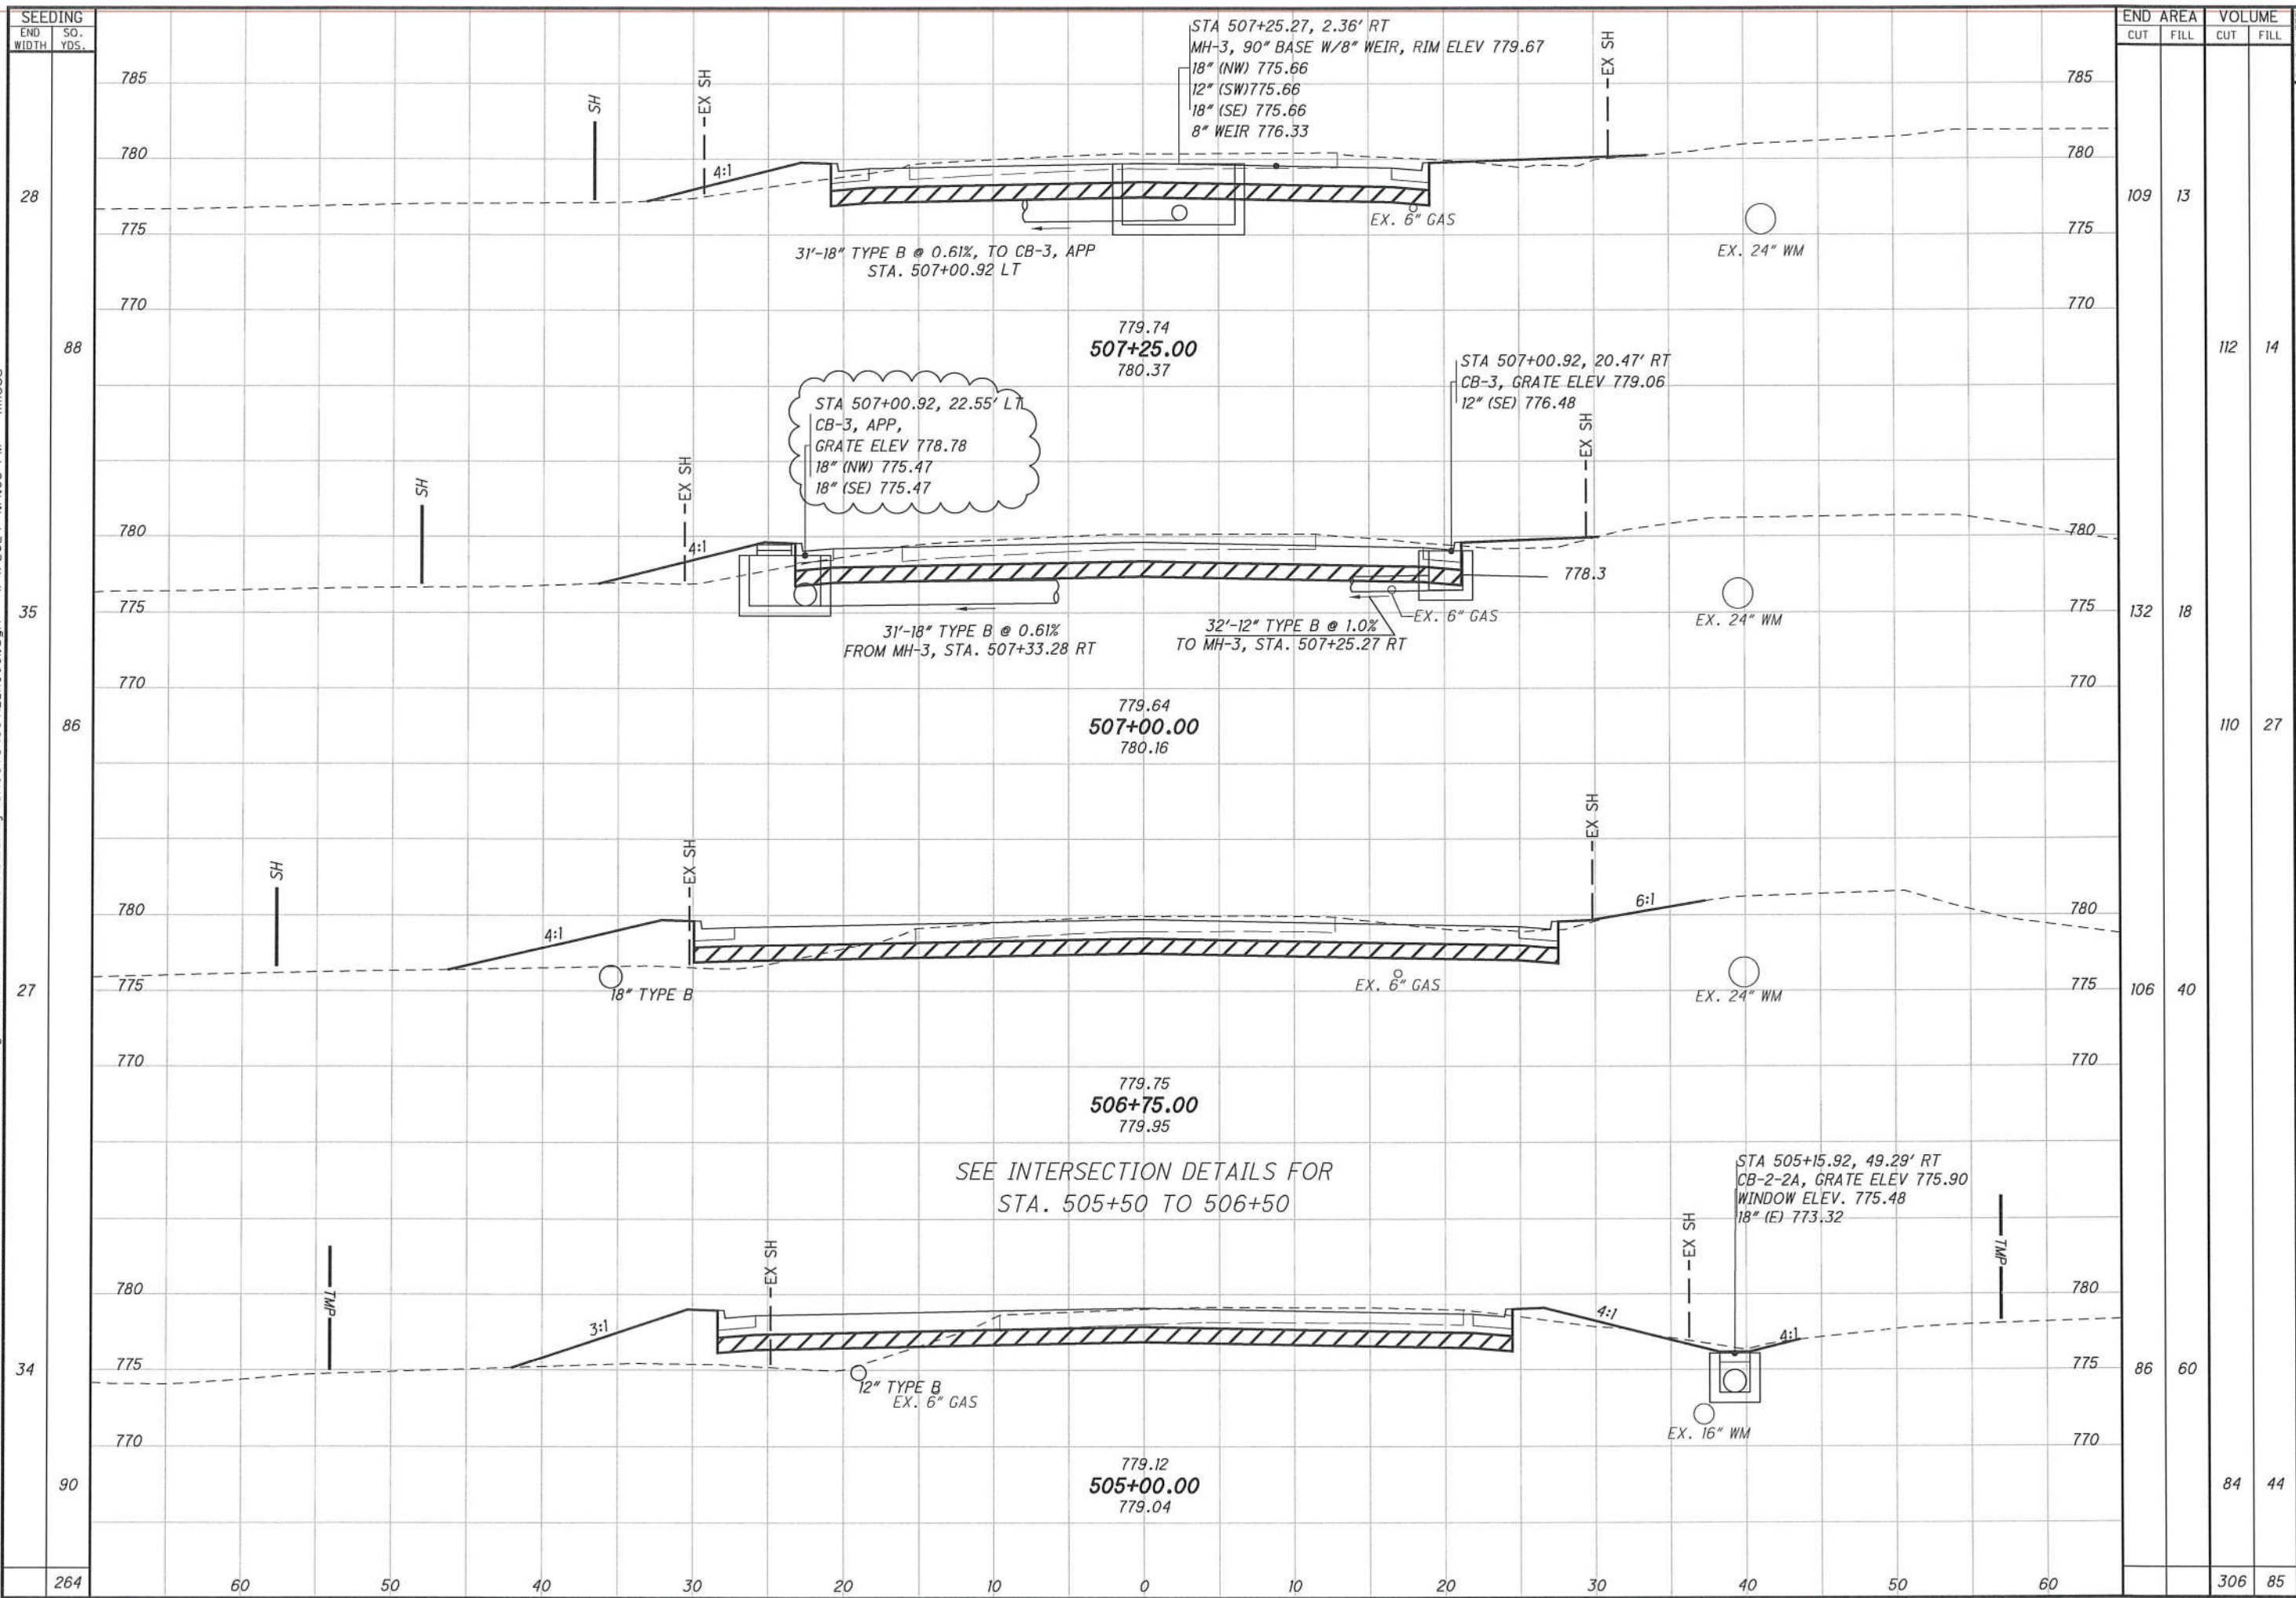 SEEDING
END WIDTH
SO. YDS.
END AREA
VOLUME
CUT
FILL
CUT
FILL
STA 507+25.27, 2.36' RT
MH-3, 90" BASE W/8" WEIR, RIM ELEV 779.67
18" (NW) 775.66
12" (SW)775.66
18" (SE) 775.66
8" WEIR 776.33
EX SH
EX SH
SH
785
785
780
780
4:1
28
109
13
775
775
EX. 6" GAS
EX. 24" WM
31'-18" TYPE B @ 0.61%, TO CB-3, APP
STA. 507+00.92 LT
770
770
779.74
507+25.00
780.37
88
112
14
STA 507+00.92, 22.55' LT
CB-3, APP,
GRATE ELEV 778.78
18" (NW) 775.47
18" (SE) 775.47
STA 507+00.92, 20.47' RT
CB-3, GRATE ELEV 779.06
12" (SE) 776.48
EX SH
EX SH
SH
780
780
4:1
778.3
775
775
35
132
18
EX. 6" GAS
EX. 24" WM
31'-18" TYPE B @ 0.61%
FROM MH-3, STA. 507+33.28 RT
32'-12" TYPE B @ 1.0%
TO MH-3, STA. 507+25.27 RT
770
770
779.64
507+00.00
780.16
86
110
27
EX SH
EX SH
SH
780
780
4:1
6:1
775
775
27
106
40
18" TYPE B
EX. 6" GAS
EX. 24" WM
770
770
779.75
506+75.00
779.95
SEE INTERSECTION DETAILS FOR
STA. 505+50 TO 506+50
STA 505+15.92, 49.29' RT
CB-2-2A, GRATE ELEV 775.90
WINDOW ELEV. 775.48
18" (E) 773.32
EX SH
EX SH
TMP
TMP
780
780
3:1
4:1
4:1
775
775
34
86
60
12" TYPE B
EX. 6" GAS
EX. 16" WM
770
770
779.12
505+00.00
779.04
90
84
44
264
60
50
40
30
20
10
0
10
20
30
40
50
60
306
85